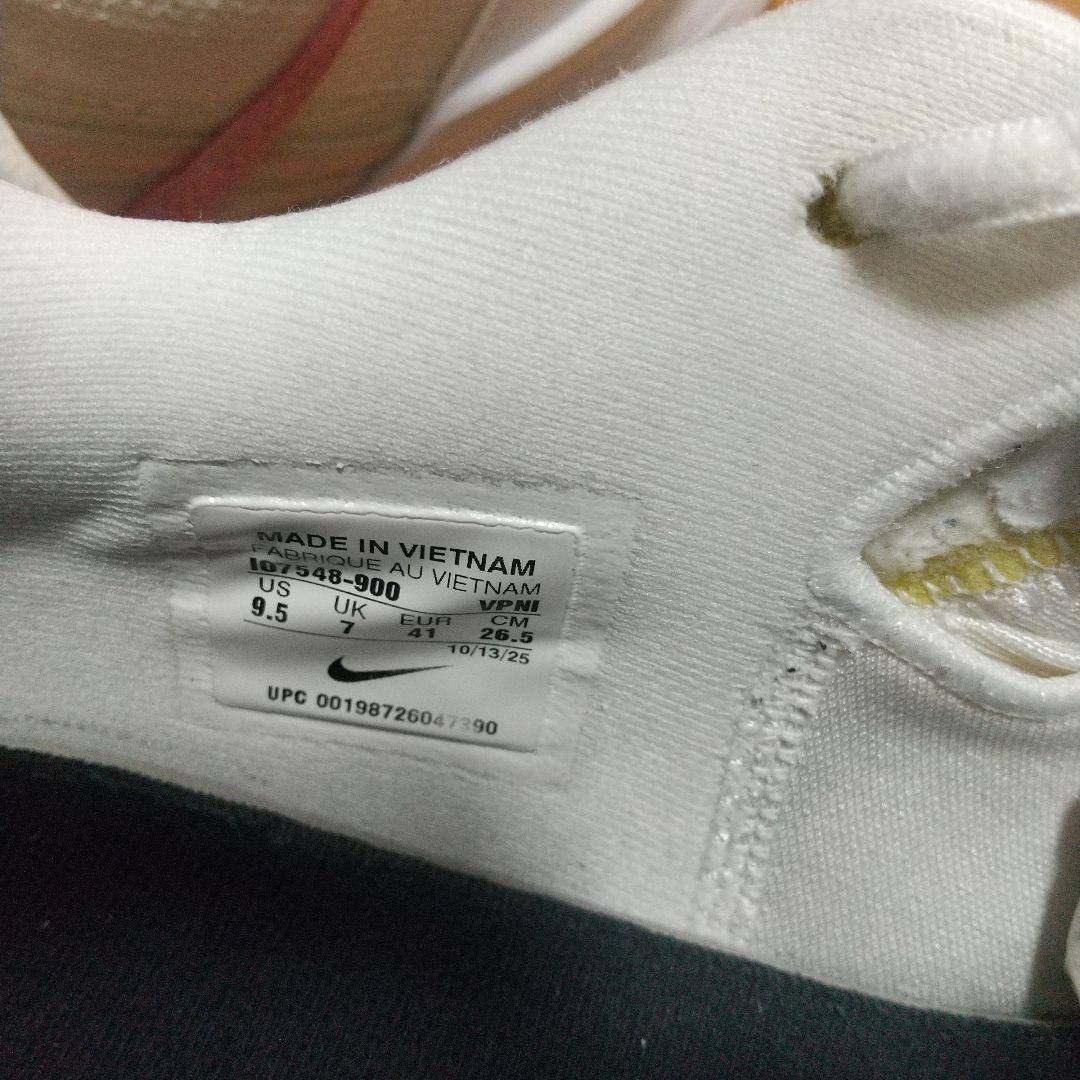 MADE IN VIETNAM
FABRIQUE AU VIETNAM
IO7548-900 VPNI
US UK EUR CM
9.5 7 41 26.5
10/13/25
UPC 00198726047390